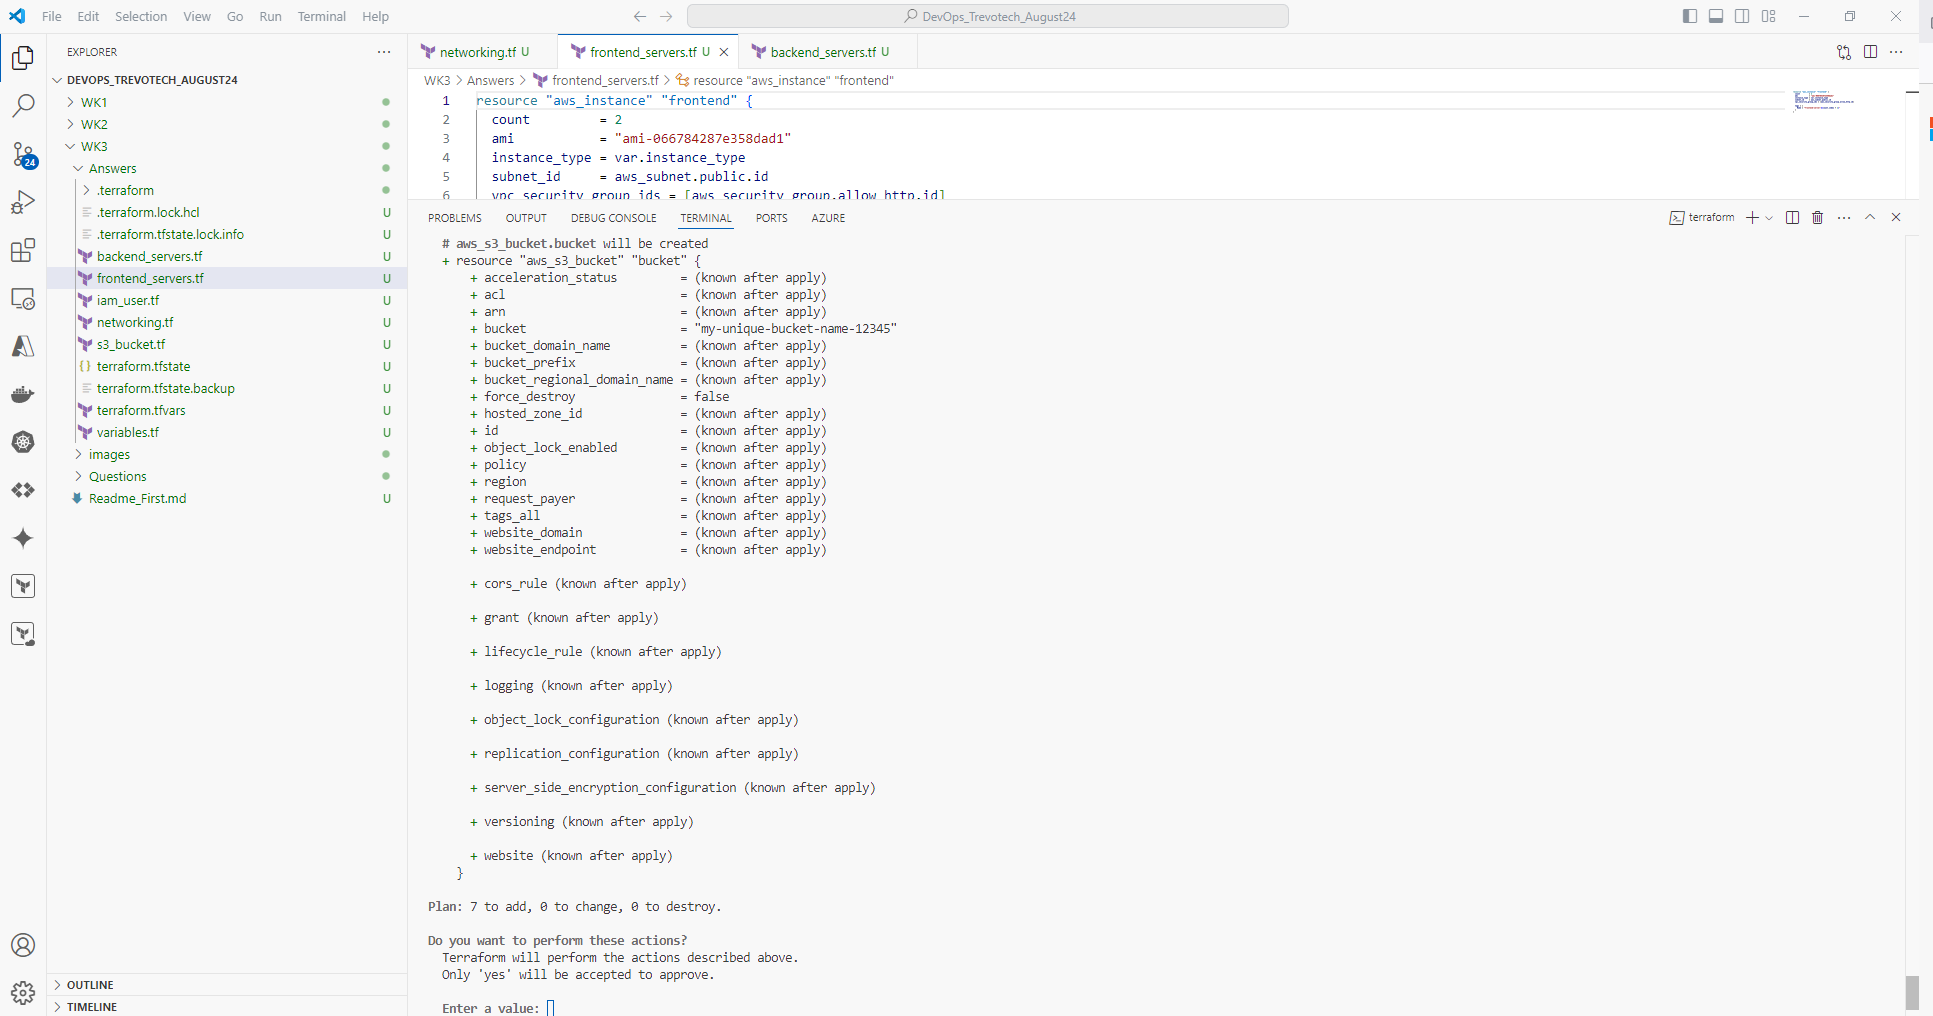 File Edit Selection View Go Run Terminal Help
DevOps_Trevotech_August24
EXPLORER
DEVOPS_TREVOTECH_AUGUST24
WK1
WK2
WK3
Answers
.terraform
.terraform.lock.hcl U
.terraform.tfstate.lock.info U
backend_servers.tf U
frontend_servers.tf U
iam_user.tf U
networking.tf U
s3_bucket.tf U
terraform.tfstate U
terraform.tfstate.backup U
terraform.tfvars U
variables.tf U
images
Questions
Readme_First.md U
OUTLINE
TIMELINE
24
networking.tf U
frontend_servers.tf U
backend_servers.tf U
WK3 > Answers > frontend_servers.tf > resource "aws_instance" "frontend"
1 resource "aws_instance" "frontend" {
2 count = 2
3 ami = "ami-066784287e358dad1"
4 instance_type = var.instance_type
5 subnet_id = aws_subnet.public.id
6 vpc_security_group_ids = [aws_security_group.allow_http.id]
PROBLEMS OUTPUT DEBUG CONSOLE TERMINAL PORTS AZURE
terraform
# aws_s3_bucket.bucket will be created
+ resource "aws_s3_bucket" "bucket" {
+ acceleration_status = (known after apply)
+ acl = (known after apply)
+ arn = (known after apply)
+ bucket = "my-unique-bucket-name-12345"
+ bucket_domain_name = (known after apply)
+ bucket_prefix = (known after apply)
+ bucket_regional_domain_name = (known after apply)
+ force_destroy = false
+ hosted_zone_id = (known after apply)
+ id = (known after apply)
+ object_lock_enabled = (known after apply)
+ policy = (known after apply)
+ region = (known after apply)
+ request_payer = (known after apply)
+ tags_all = (known after apply)
+ website_domain = (known after apply)
+ website_endpoint = (known after apply)
+ cors_rule (known after apply)
+ grant (known after apply)
+ lifecycle_rule (known after apply)
+ logging (known after apply)
+ object_lock_configuration (known after apply)
+ replication_configuration (known after apply)
+ server_side_encryption_configuration (known after apply)
+ versioning (known after apply)
+ website (known after apply)
}
Plan: 7 to add, 0 to change, 0 to destroy.
Do you want to perform these actions?
Terraform will perform the actions described above.
Only 'yes' will be accepted to approve.
Enter a value: